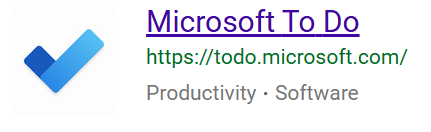 Microsoft To Do
https://todo.microsoft.com/
Productivity · Software